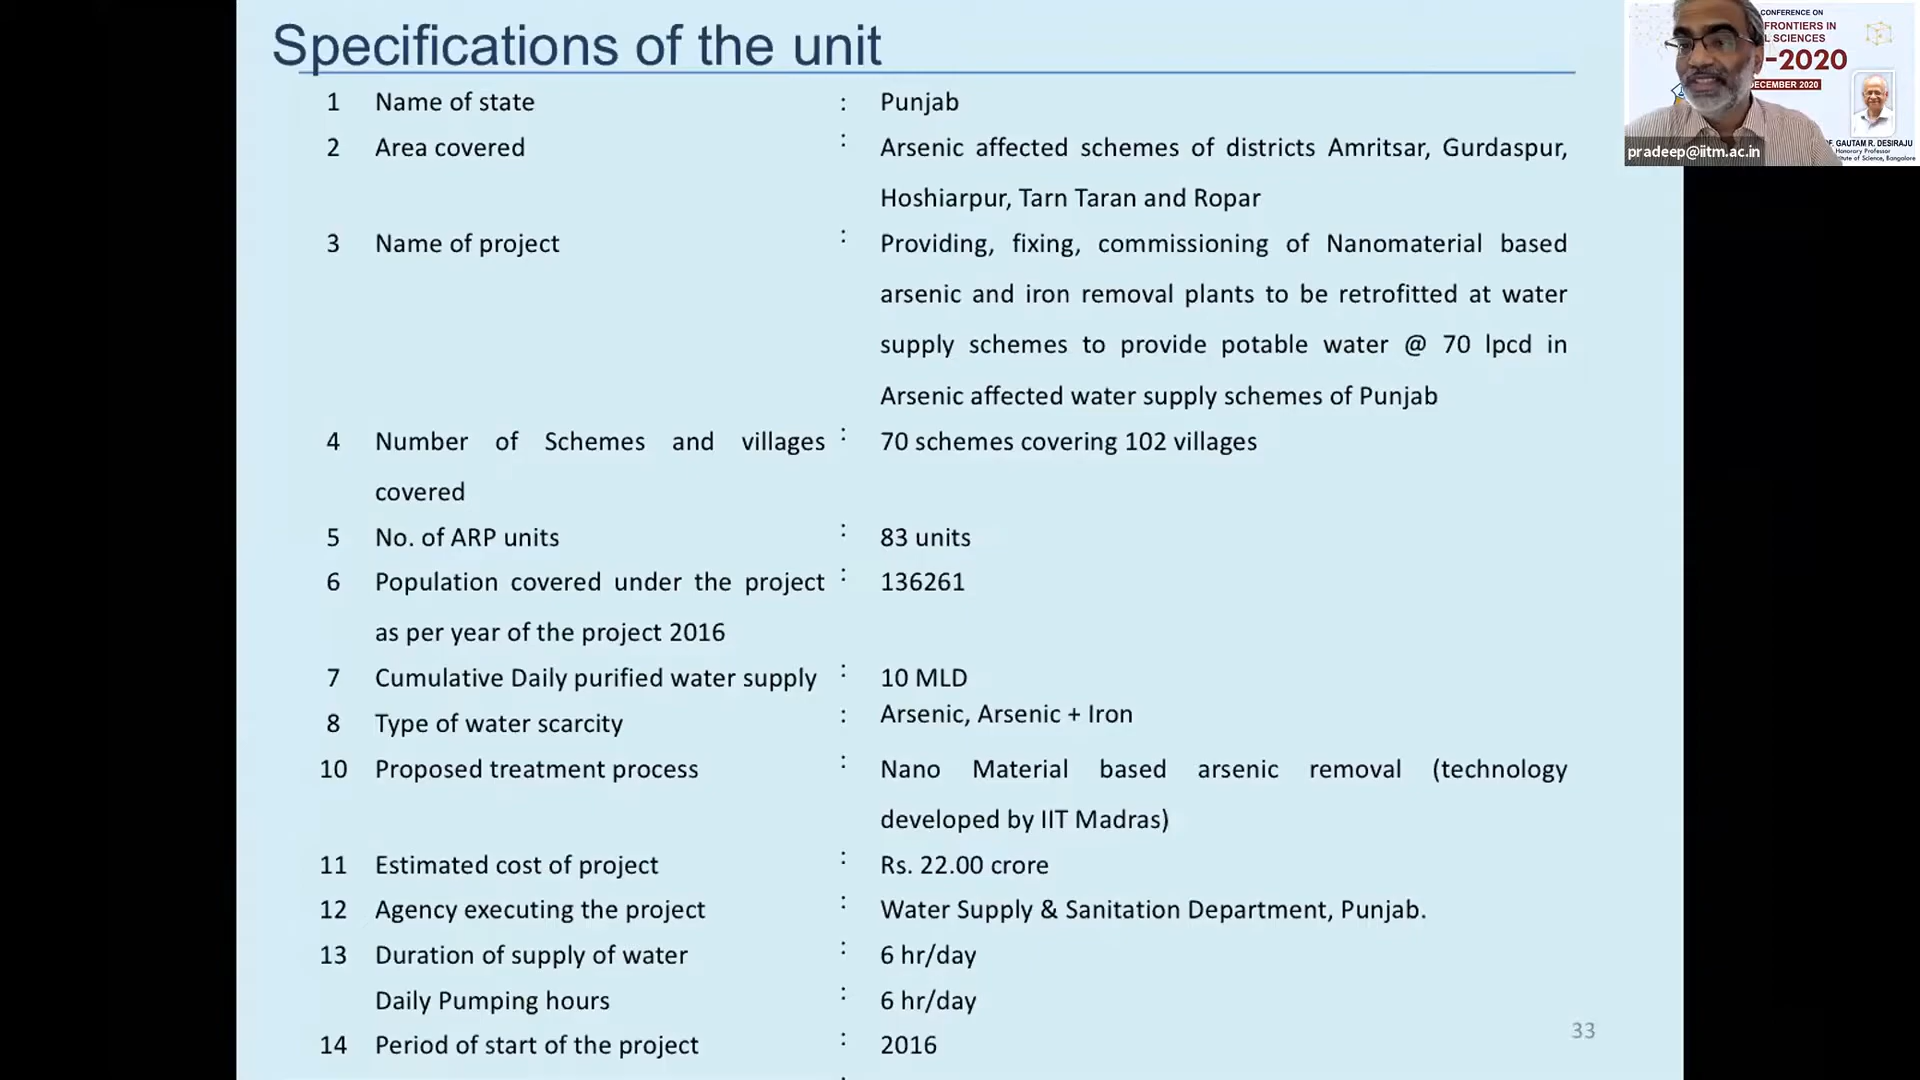 Specifications of the unit
1 Name of state : Punjab
2 Area covered : Arsenic affected schemes of districts Amritsar, Gurdaspur,
Hoshiarpur, Tarn Taran and Ropar
3 Name of project : Providing, fixing, commissioning of Nanomaterial based
arsenic and iron removal plants to be retrofitted at water
supply schemes to provide potable water @ 70 lpcd in
Arsenic affected water supply schemes of Punjab
4 Number of Schemes and villages : 70 schemes covering 102 villages
covered
5 No. of ARP units : 83 units
6 Population covered under the project : 136261
as per year of the project 2016
7 Cumulative Daily purified water supply : 10 MLD
8 Type of water scarcity : Arsenic, Arsenic + Iron
10 Proposed treatment process : Nano Material based arsenic removal (technology
developed by IIT Madras)
11 Estimated cost of project : Rs. 22.00 crore
12 Agency executing the project : Water Supply & Sanitation Department, Punjab.
13 Duration of supply of water : 6 hr/day
Daily Pumping hours : 6 hr/day
14 Period of start of the project : 2016
33
CONFERENCE ON
FRONTIERS IN
L SCIENCES
-2020
DECEMBER 2020
GAUTAM R. DESIRAJU
Honorary Professor
itute of Science, Bangalore
pradeep@iitm.ac.in